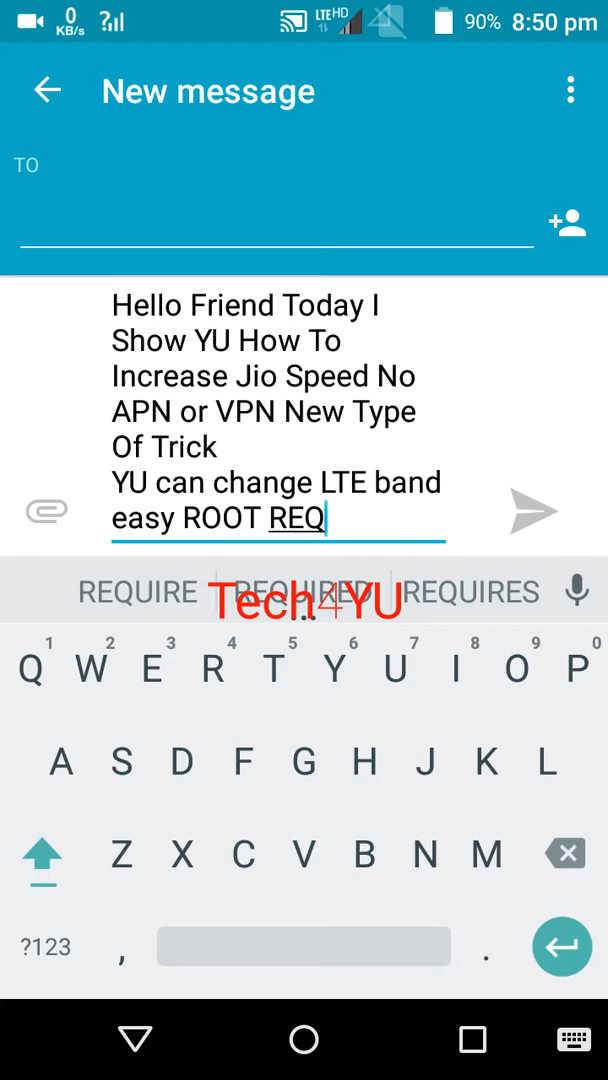 0 KB/s ? LTE HD 90% 8:50 pm
New message
TO
Hello Friend Today I
Show YU How To
Increase Jio Speed No
APN or VPN New Type
Of Trick
YU can change LTE band
easy ROOT REQ
REQUIRE REQUIRED REQUIRES
Tech4YU
1 2 3 4 5 6 7 8 9 0
Q W E R T Y U I O P
A S D F G H J K L
Z X C V B N M
?123 , .